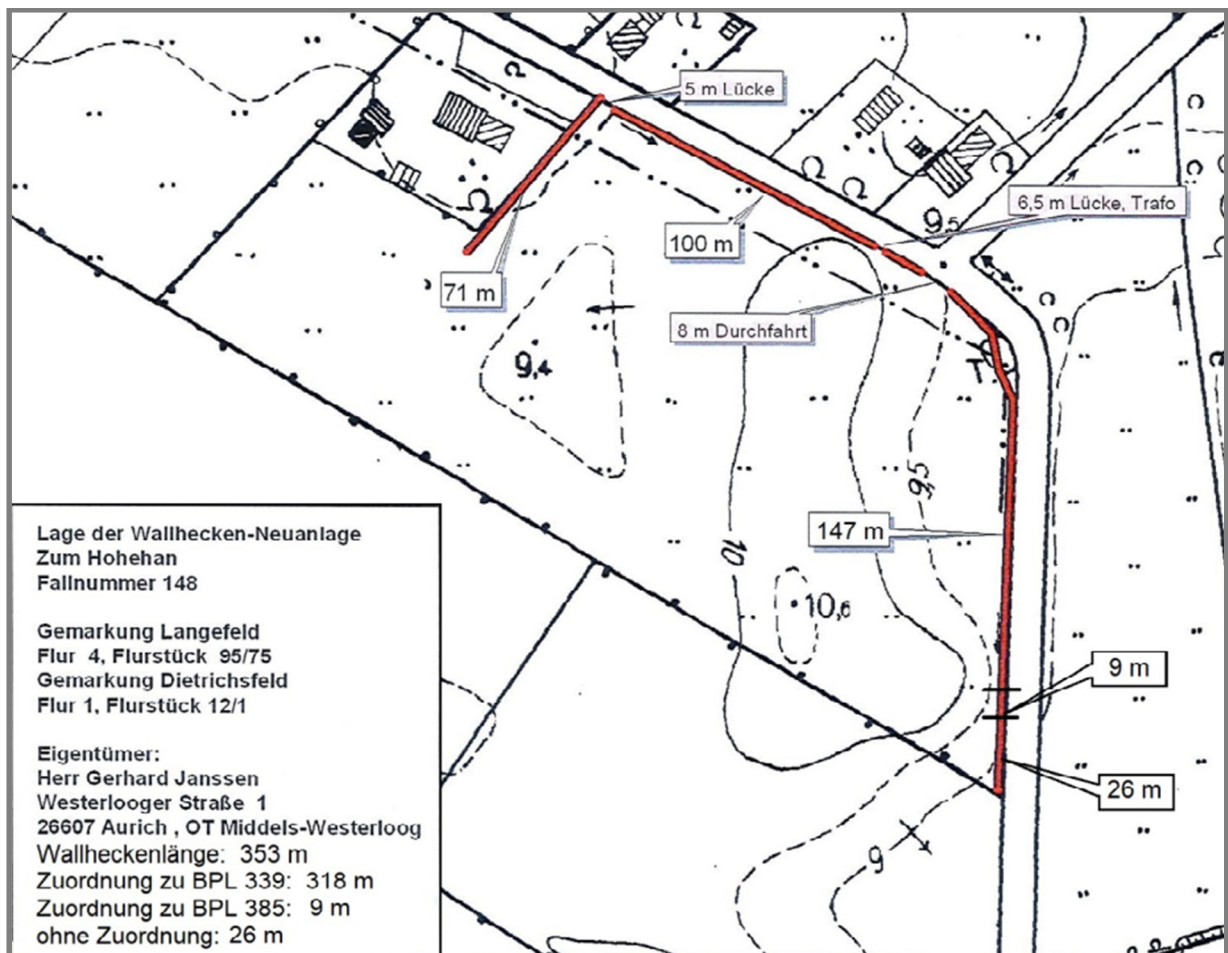 5 m Lücke
6,5 m Lücke, Trafo
9,5
100 m
71 m
8 m Durchfahrt
9,4
T
9,5
147 m
10
10,6
9 m
26 m
9
Lage der Wallhecken-Neuanlage
Zum Hohehan
Fallnummer 148
Gemarkung Langefeld
Flur 4, Flurstück 95/75
Gemarkung Dietrichsfeld
Flur 1, Flurstück 12/1
Eigentümer:
Herr Gerhard Janssen
Westerlooger Straße 1
26607 Aurich , OT Middels-Westerloog
Wallheckenlänge: 353 m
Zuordnung zu BPL 339: 318 m
Zuordnung zu BPL 385: 9 m
ohne Zuordnung: 26 m